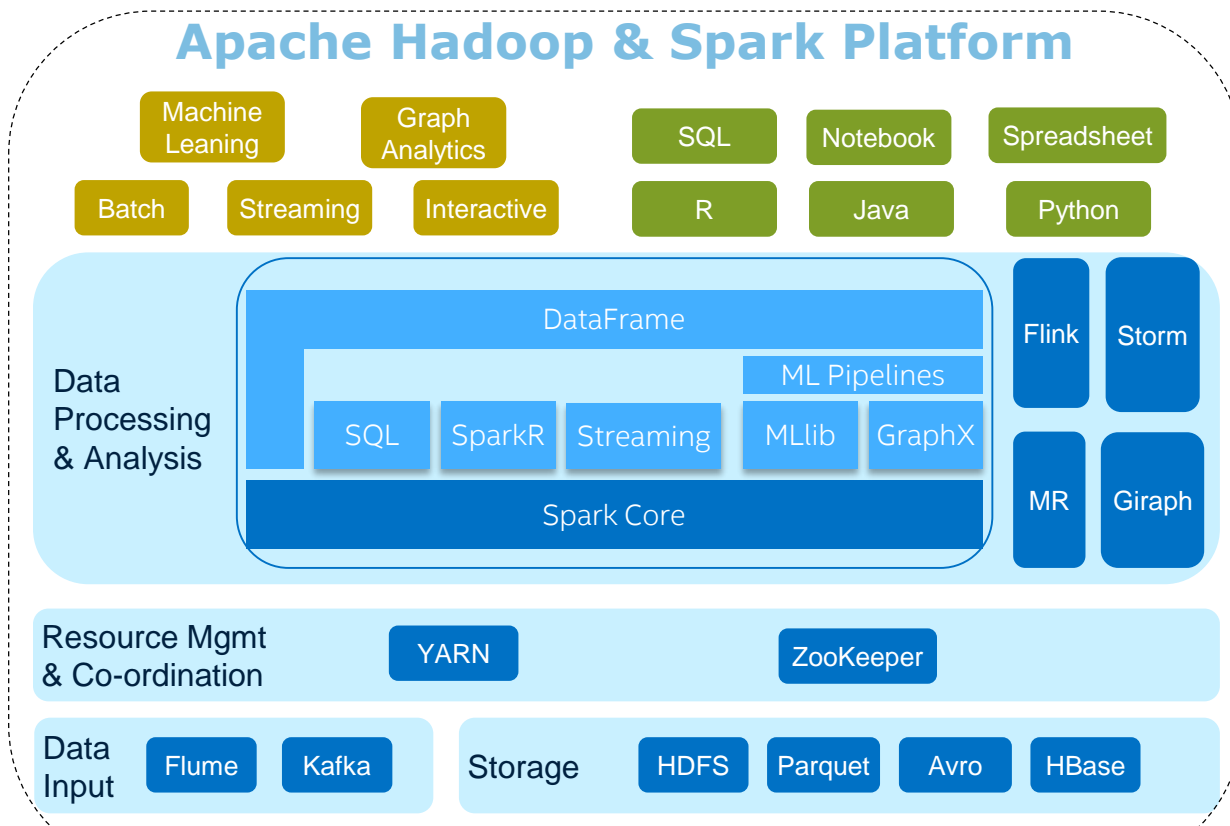 Apache Hadoop & Spark Platform
Machine
Leaning
Graph
Analytics
SQL
Notebook
Spreadsheet
Batch
Streaming
Interactive
R
Java
Python
Data
Processing
& Analysis
DataFrame
ML Pipelines
SQL
SparkR
Streaming
MLlib
GraphX
Spark Core
Flink
Storm
MR
Giraph
Resource Mgmt
& Co-ordination
YARN
ZooKeeper
Data
Input
Flume
Kafka
Storage
HDFS
Parquet
Avro
HBase